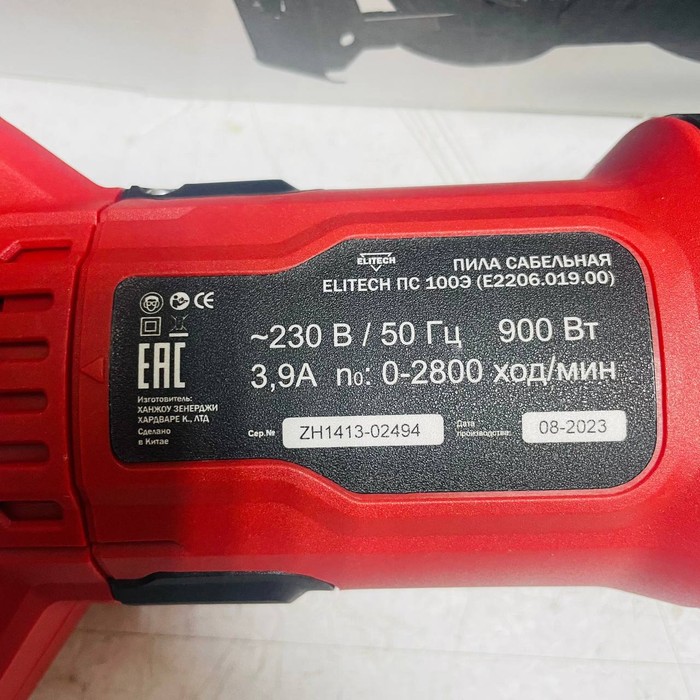 ELITECH
ПИЛА САБЕЛЬНАЯ
ELITECH ПС 100Э (E2206.019.00)
CE
~230 В / 50 Гц 900 Вт
3,9А n₀: 0-2800 ход/мин
EAC
Изготовитель:
ХАНЖОУ ЗЕНЕРДЖИ
ХАРДВАРЕ К., ЛТД
Сделано
в Китае
Сер.№ ZH1413-02494
Дата
производства: 08-2023